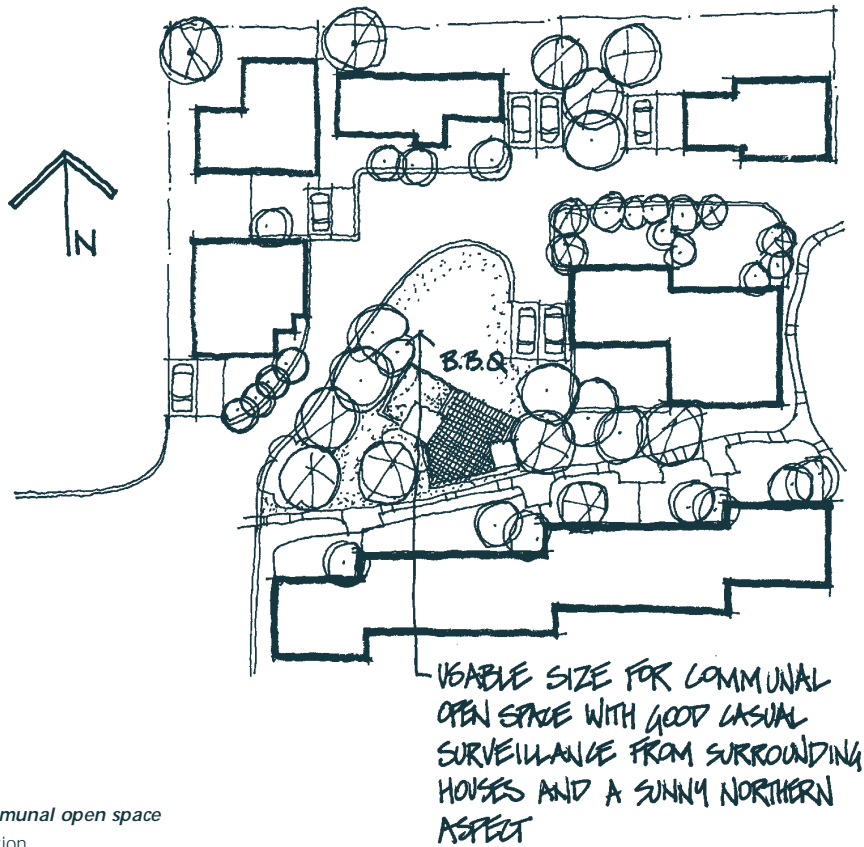 N
B.B.Q
USABLE SIZE FOR COMMUNAL
OPEN SPACE WITH GOOD CASUAL
SURVEILLANCE FROM SURROUNDING
HOUSES AND A SUNNY NORTHERN
ASPECT
munal open space
tion